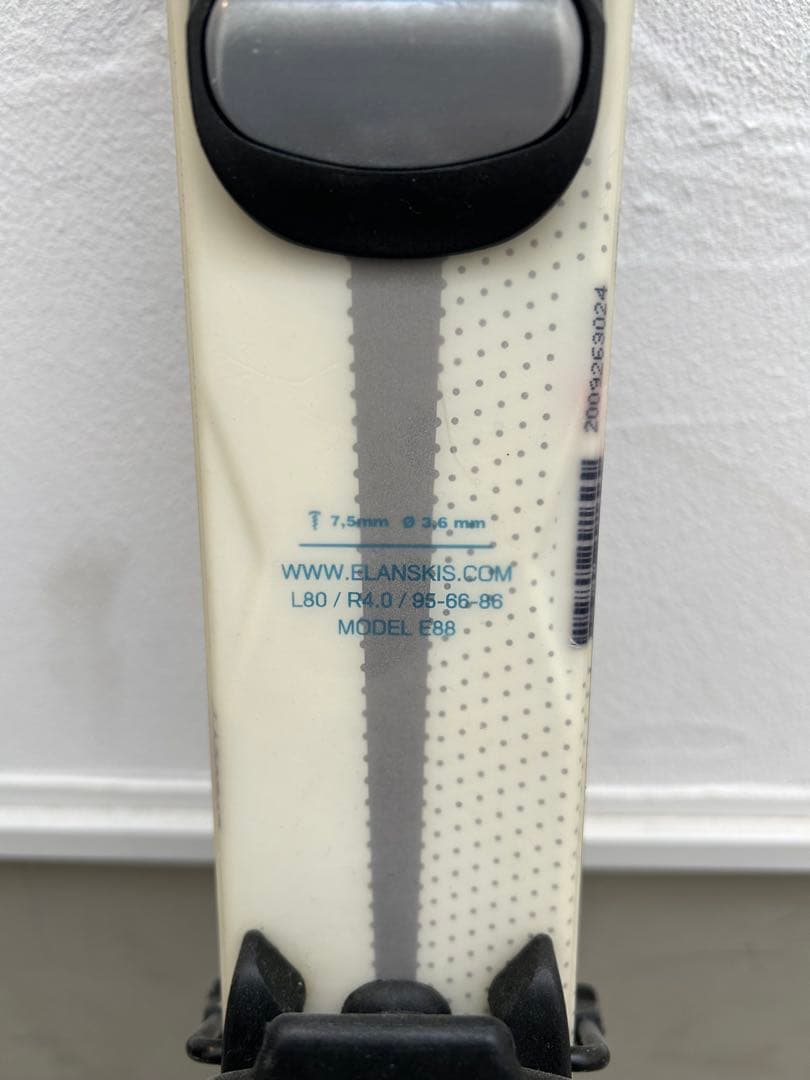 2009263024
7,5mm Ø 3,6 mm
WWW.ELANSKIS.COM
L80 / R4.0 / 95-66-86
MODEL E88